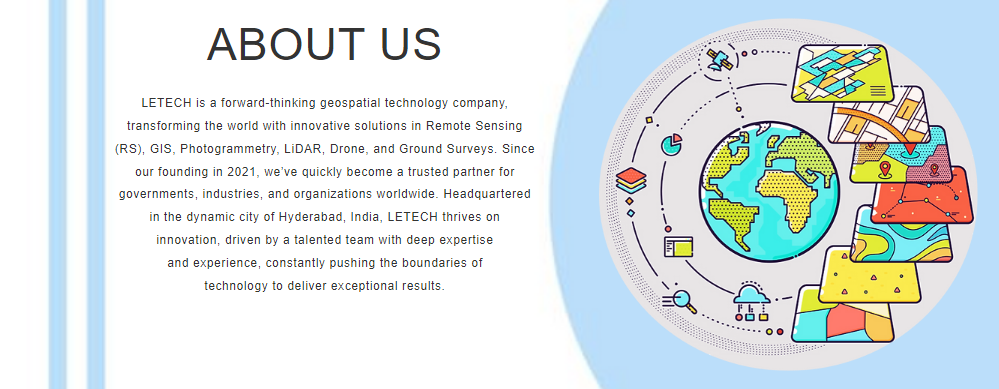 ABOUT US
LETECH is a forward-thinking geospatial technology company,
transforming the world with innovative solutions in Remote Sensing
(RS), GIS, Photogrammetry, LiDAR, Drone, and Ground Surveys. Since
our founding in 2021, we've quickly become a trusted partner for
governments, industries, and organizations worldwide. Headquartered
in the dynamic city of Hyderabad, India, LETECH thrives on
innovation, driven by a talented team with deep expertise
and experience, constantly pushing the boundaries of
technology to deliver exceptional results.